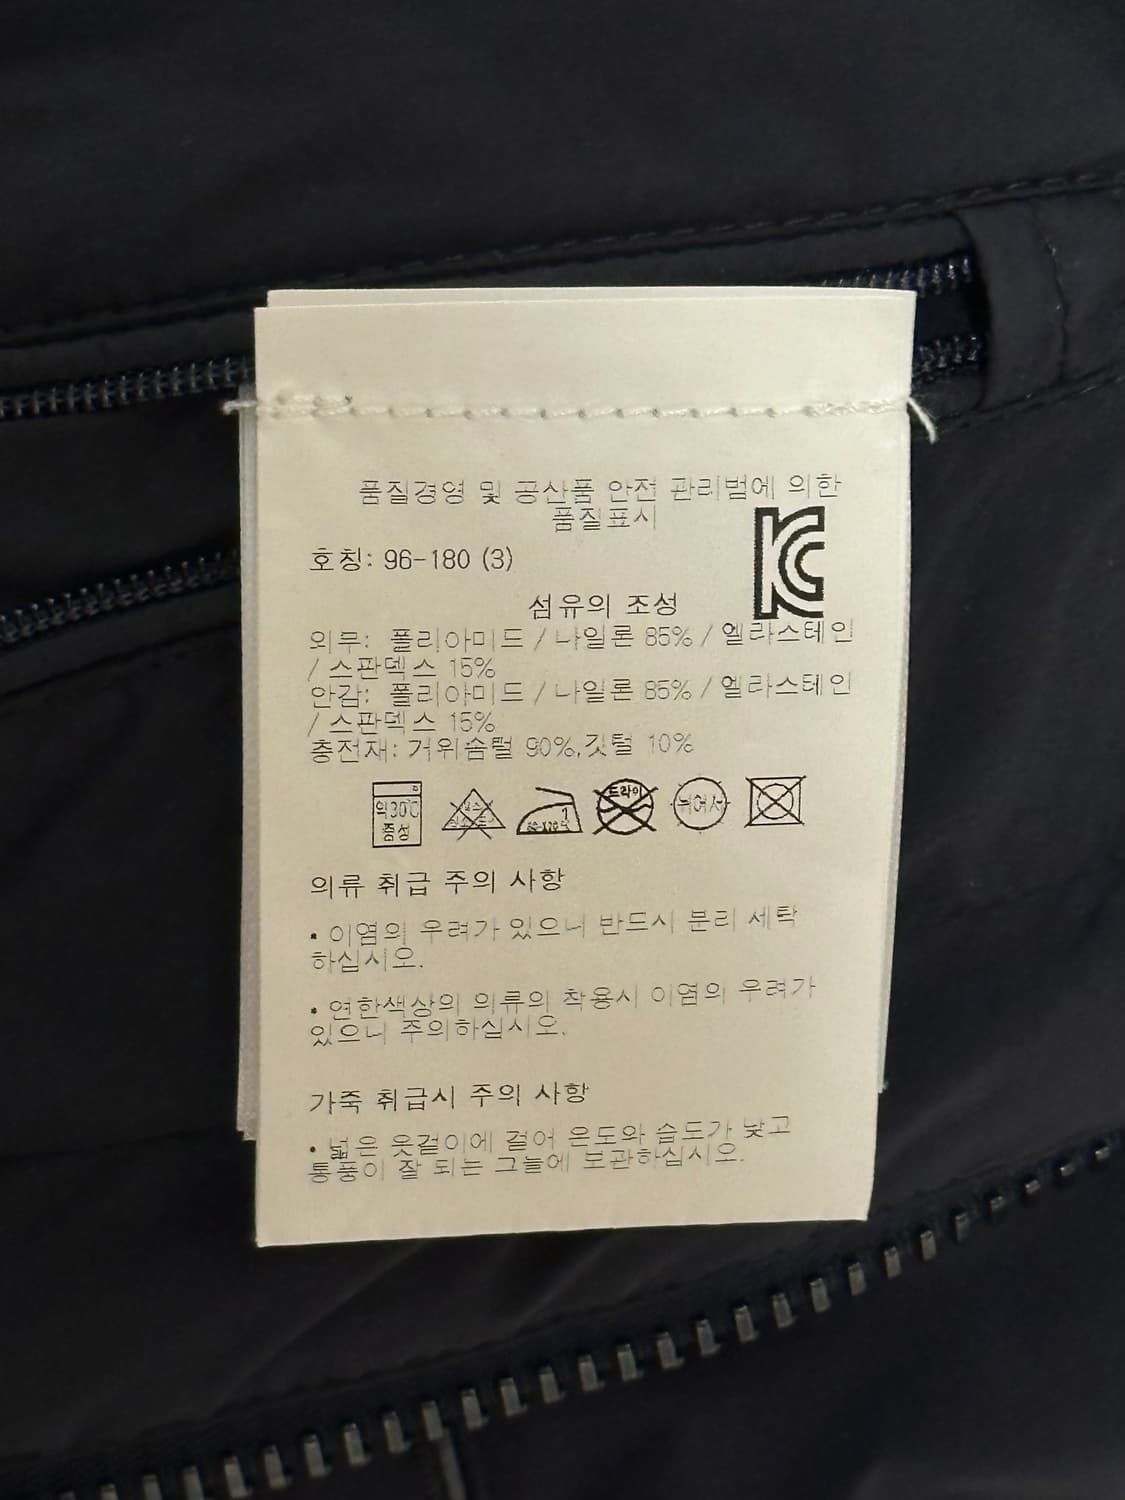 품질경영 및 공산품 안전 관리범에 의한
품질표시
호칭: 96-180 (3)
섬유의 조성
외무: 폴리아미드 / 나일론 85% / 엘라스테인
/ 스판덱스 15%
안감: 폴리아미드 / 나일론 85% / 엘라스테인
/ 스판덱스 15%
충전재: 거위솜털 90%,깃털 10%
약30℃ 드라이 뉘어서
중성
의류 취급 주의 사항
• 이염의 우려가 있으니 반드시 분리 세탁
하십시오.
• 연한색상의 의류의 착용시 이염의 우려가
있으니 주의하십시오.
가죽 취급시 주의 사항
• 넓은 옷걸이에 걸어 온도와 습도가 낮고
통풍이 잘 되는 그늘에 보관하십시오.